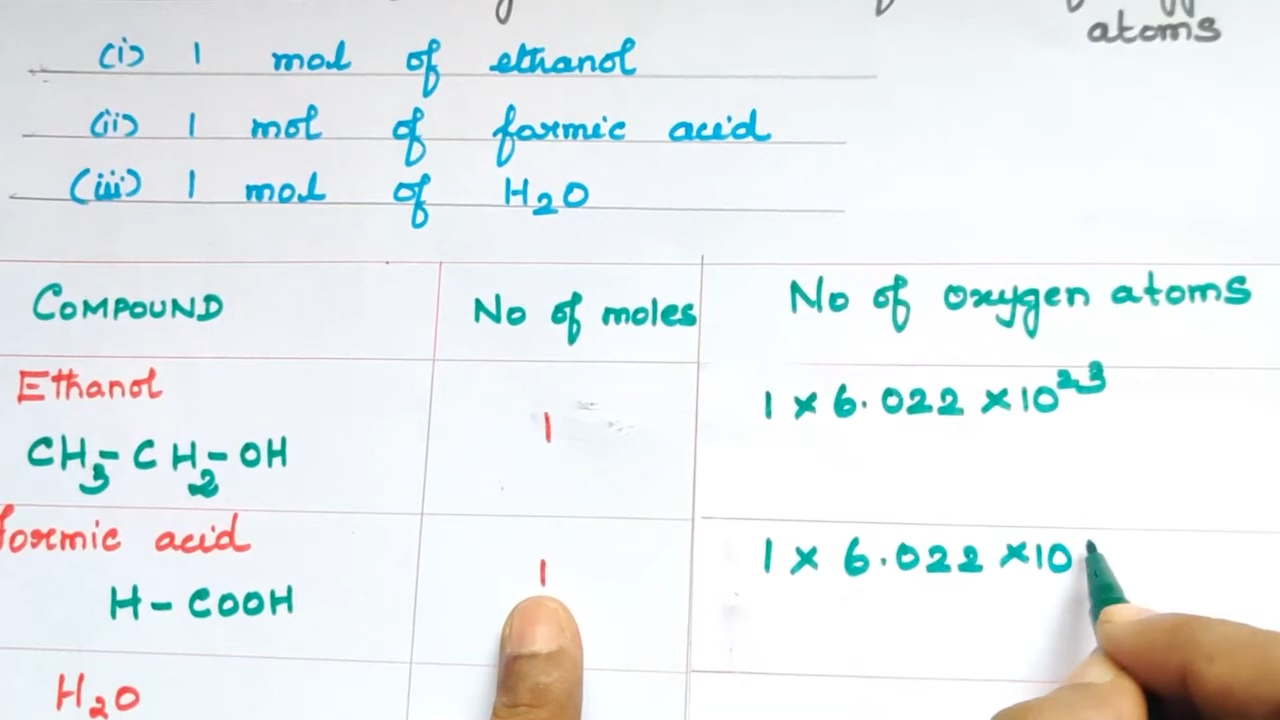 atoms
(i) 1 mol of ethanol
(ii) 1 mol of formic acid
(iii) 1 mol of H2O
COMPOUND No of moles No of oxygen atoms
Ethanol
CH3-CH2-OH 1 1 × 6.022 × 10^23
formic acid
H-COOH 1 1 × 6.022 × 10
H2O